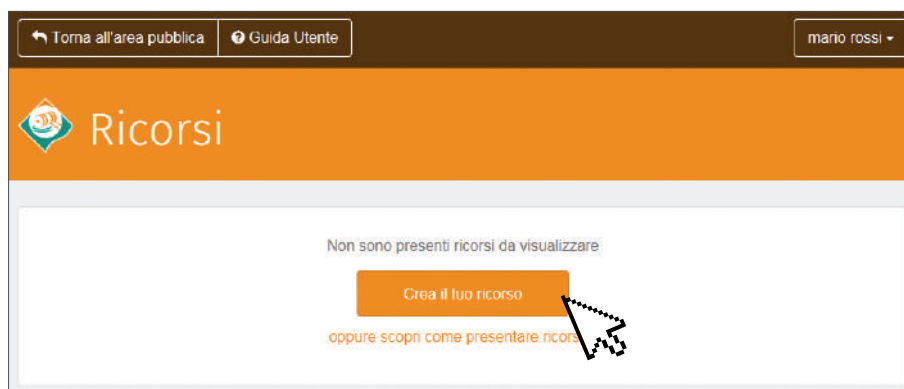 Torna all'area pubblica
Guida Utente
mario rossi
Ricorsi
Non sono presenti ricorsi da visualizzare
Crea il tuo ricorso
oppure scopri come presentare